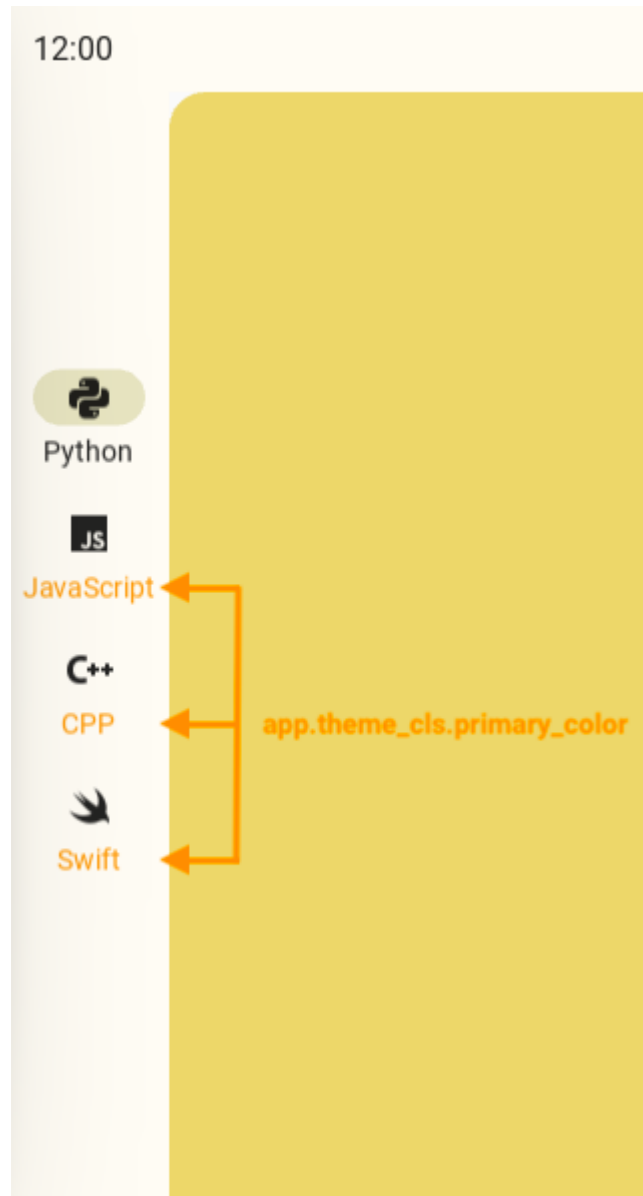 12:00
Python
JS
JavaScript
C++
CPP
app.theme_cls.primary_color
Swift